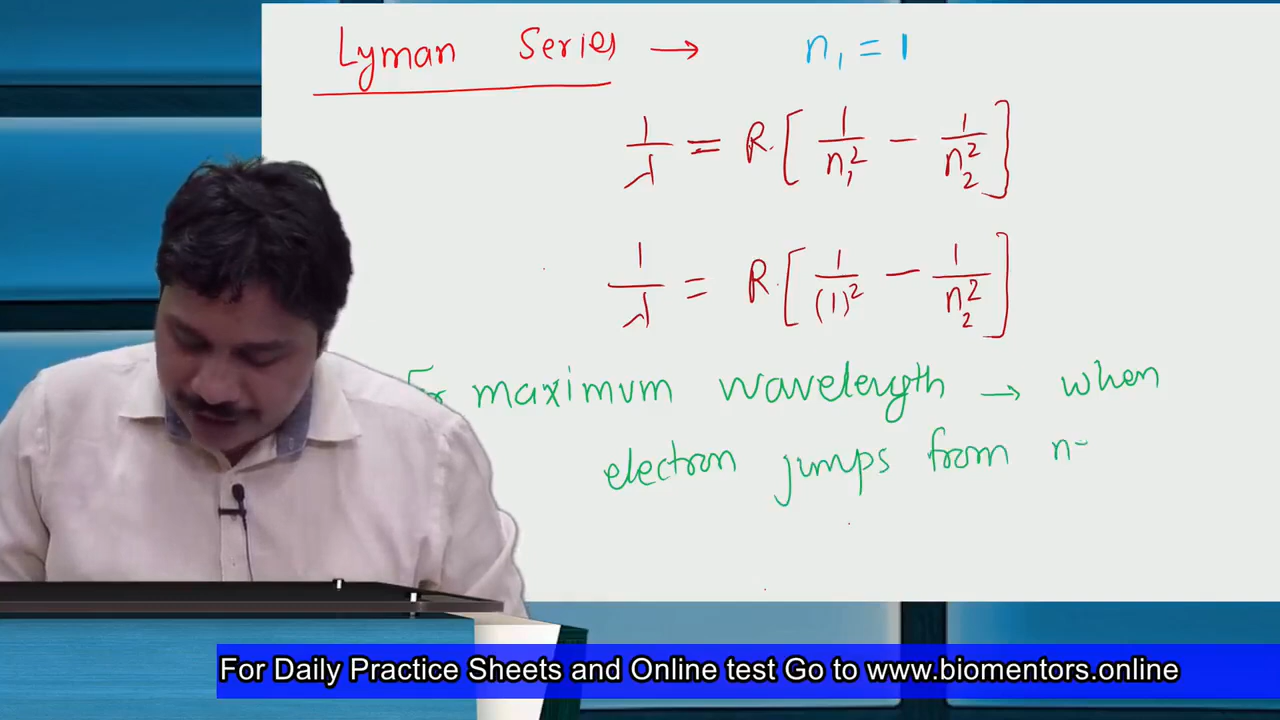 Lyman Series → n₁ = 1
1/λ = R.[1/n₁² − 1/n₂²]
1/λ = R.[1/(1)² − 1/n₂²]
maximum wavelength → when
electron jumps from n-
For Daily Practice Sheets and Online test Go to www.biomentors.online